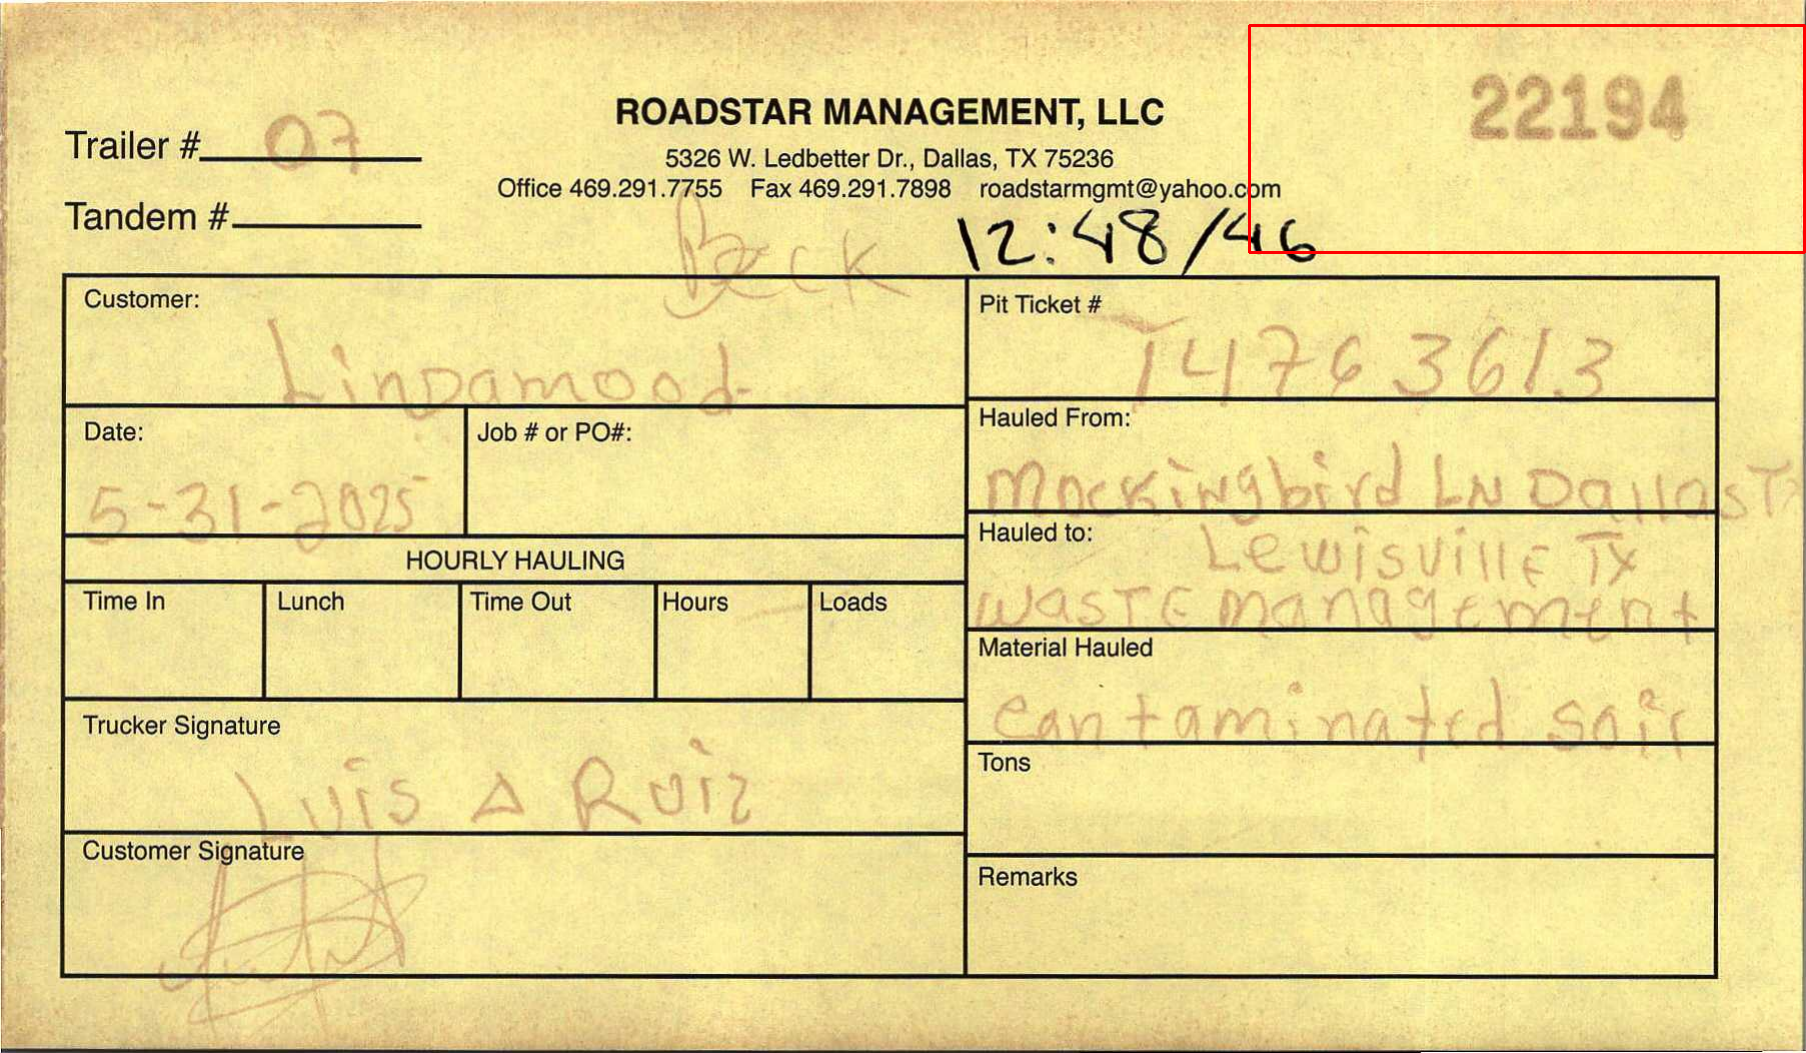 22194
ROADSTAR MANAGEMENT, LLC
Trailer # 07
5326 W. Ledbetter Dr., Dallas, TX 75236
Office 469.291.7755 Fax 469.291.7898 roadstarmgmt@yahoo.com
Tandem #
Beck 12:48/46
Customer:
Lindamood
Pit Ticket #
14763613
Date:
5-31-2025
Job # or PO#:
Hauled From:
Mockingbird LN Dallas T
Hauled to:
Lewisville TX
Waste management
HOURLY HAULING
Time In Lunch Time Out Hours Loads
Material Hauled
contaminated soil
Trucker Signature
Luis A Ruiz
Tons
Customer Signature
Remarks